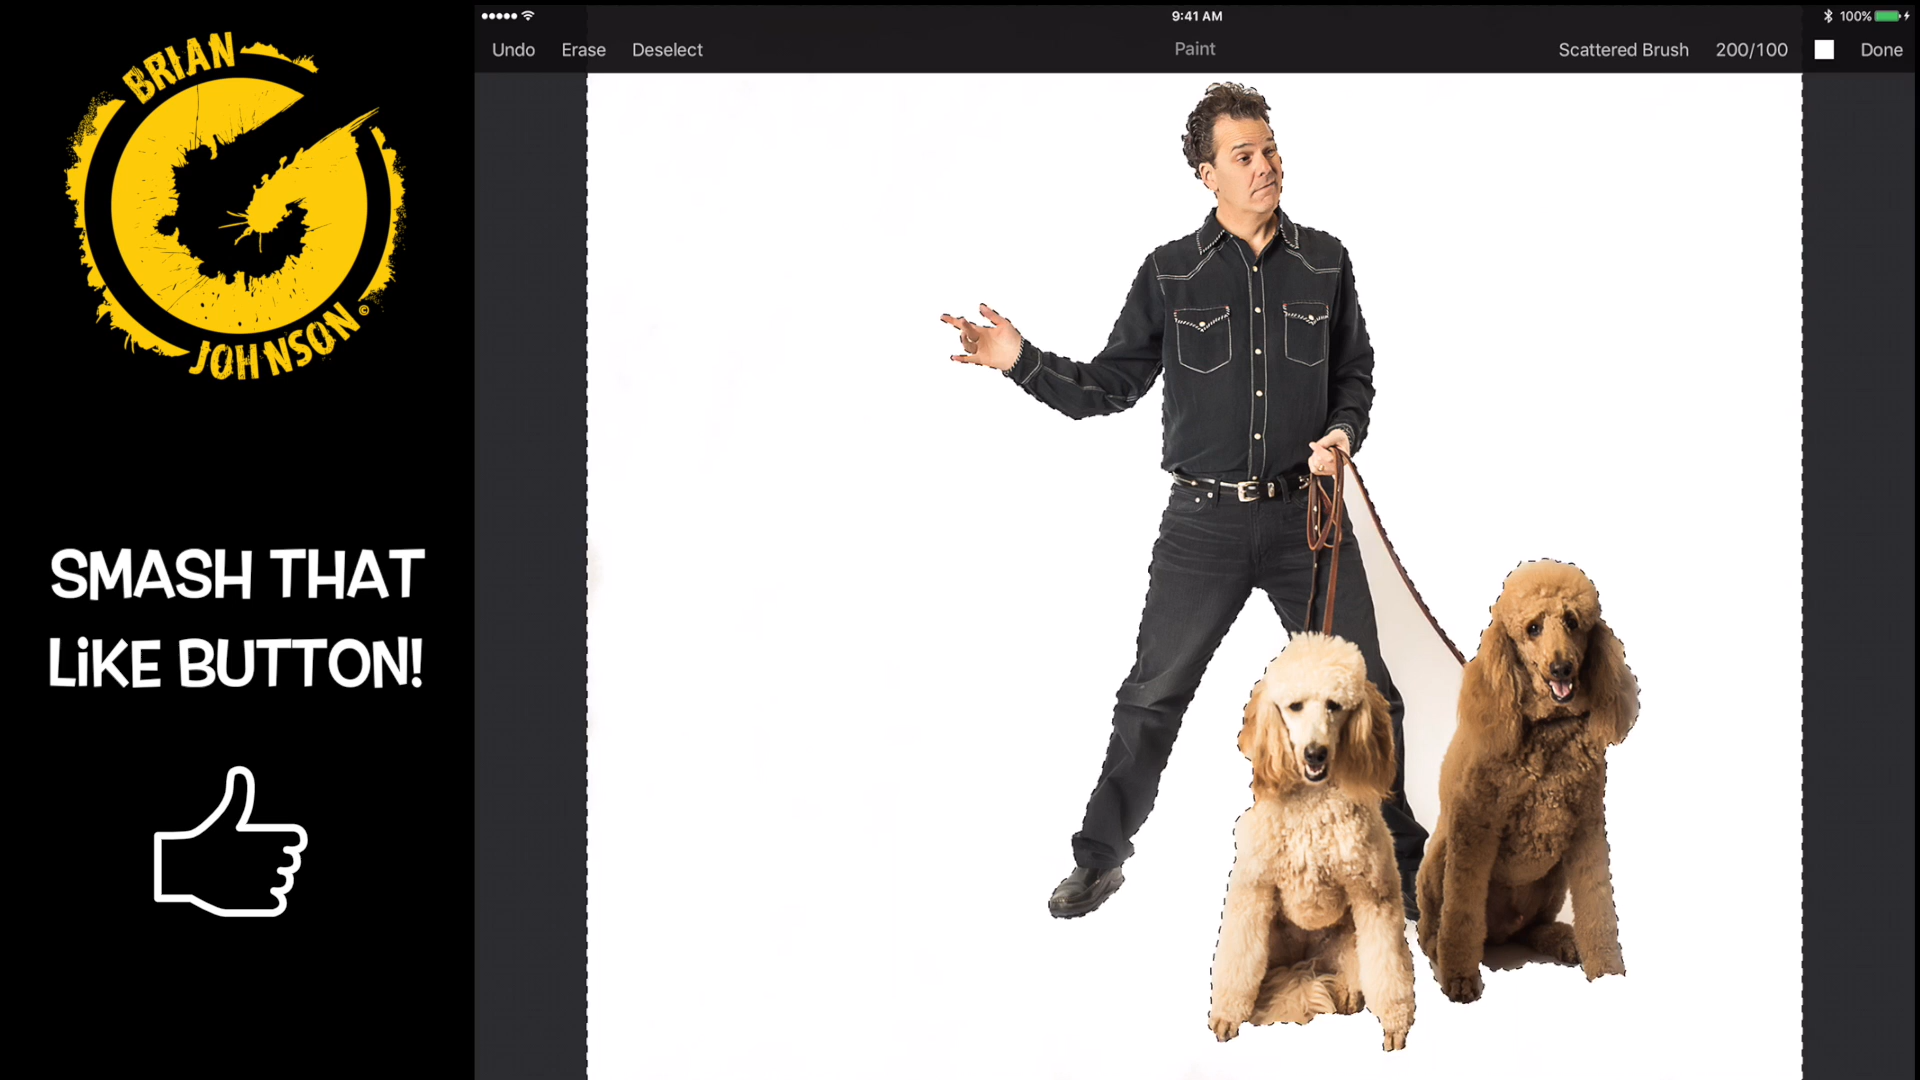 BRIAN
JOHNSON ©
SMASH THAT
LiKE BUTTON!
9:41 AM
100%
Undo
Erase
Deselect
Paint
Scattered Brush
200/100
Done